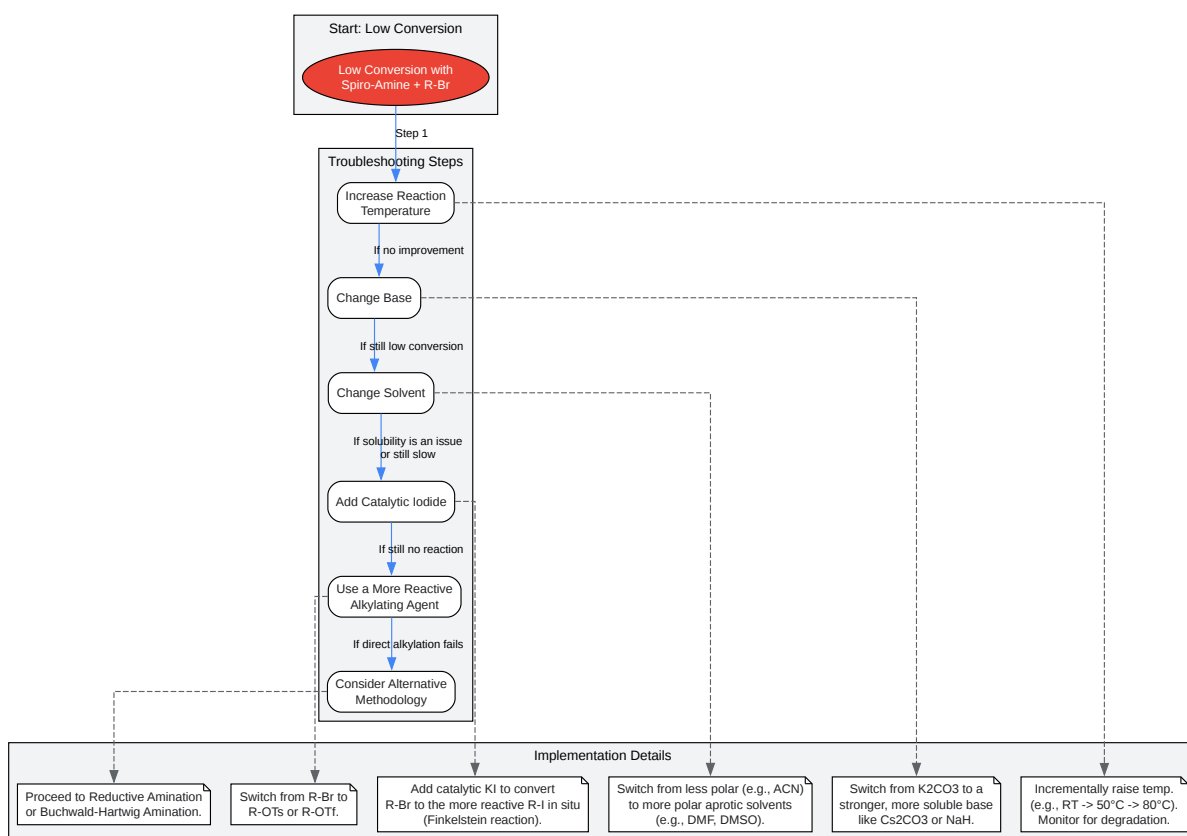 Start: Low Conversion
Low Conversion with
Spiro-Amine + R-Br
Step 1
Troubleshooting Steps
Increase Reaction
Temperature
If no improvement
Change Base
If still low conversion
Change Solvent
If solubility is an issue
or still slow
Add Catalytic Iodide
If still no reaction
Use a More Reactive
Alkylating Agent
If direct alkylation fails
Consider Alternative
Methodology
Implementation Details
Proceed to Reductive Amination
or Buchwald-Hartwig Amination.
Switch from R-Br to
R-OTs or R-OTf.
Add catalytic KI to convert
R-Br to the more reactive R-I in situ
(Finkelstein reaction).
Switch from less polar (e.g., ACN)
to more polar aprotic solvents
(e.g., DMF, DMSO).
Switch from K2CO3 to a
stronger, more soluble base
like Cs2CO3 or NaH.
Incrementally raise temp.
(e.g., RT -> 50°C -> 80°C).
Monitor for degradation.